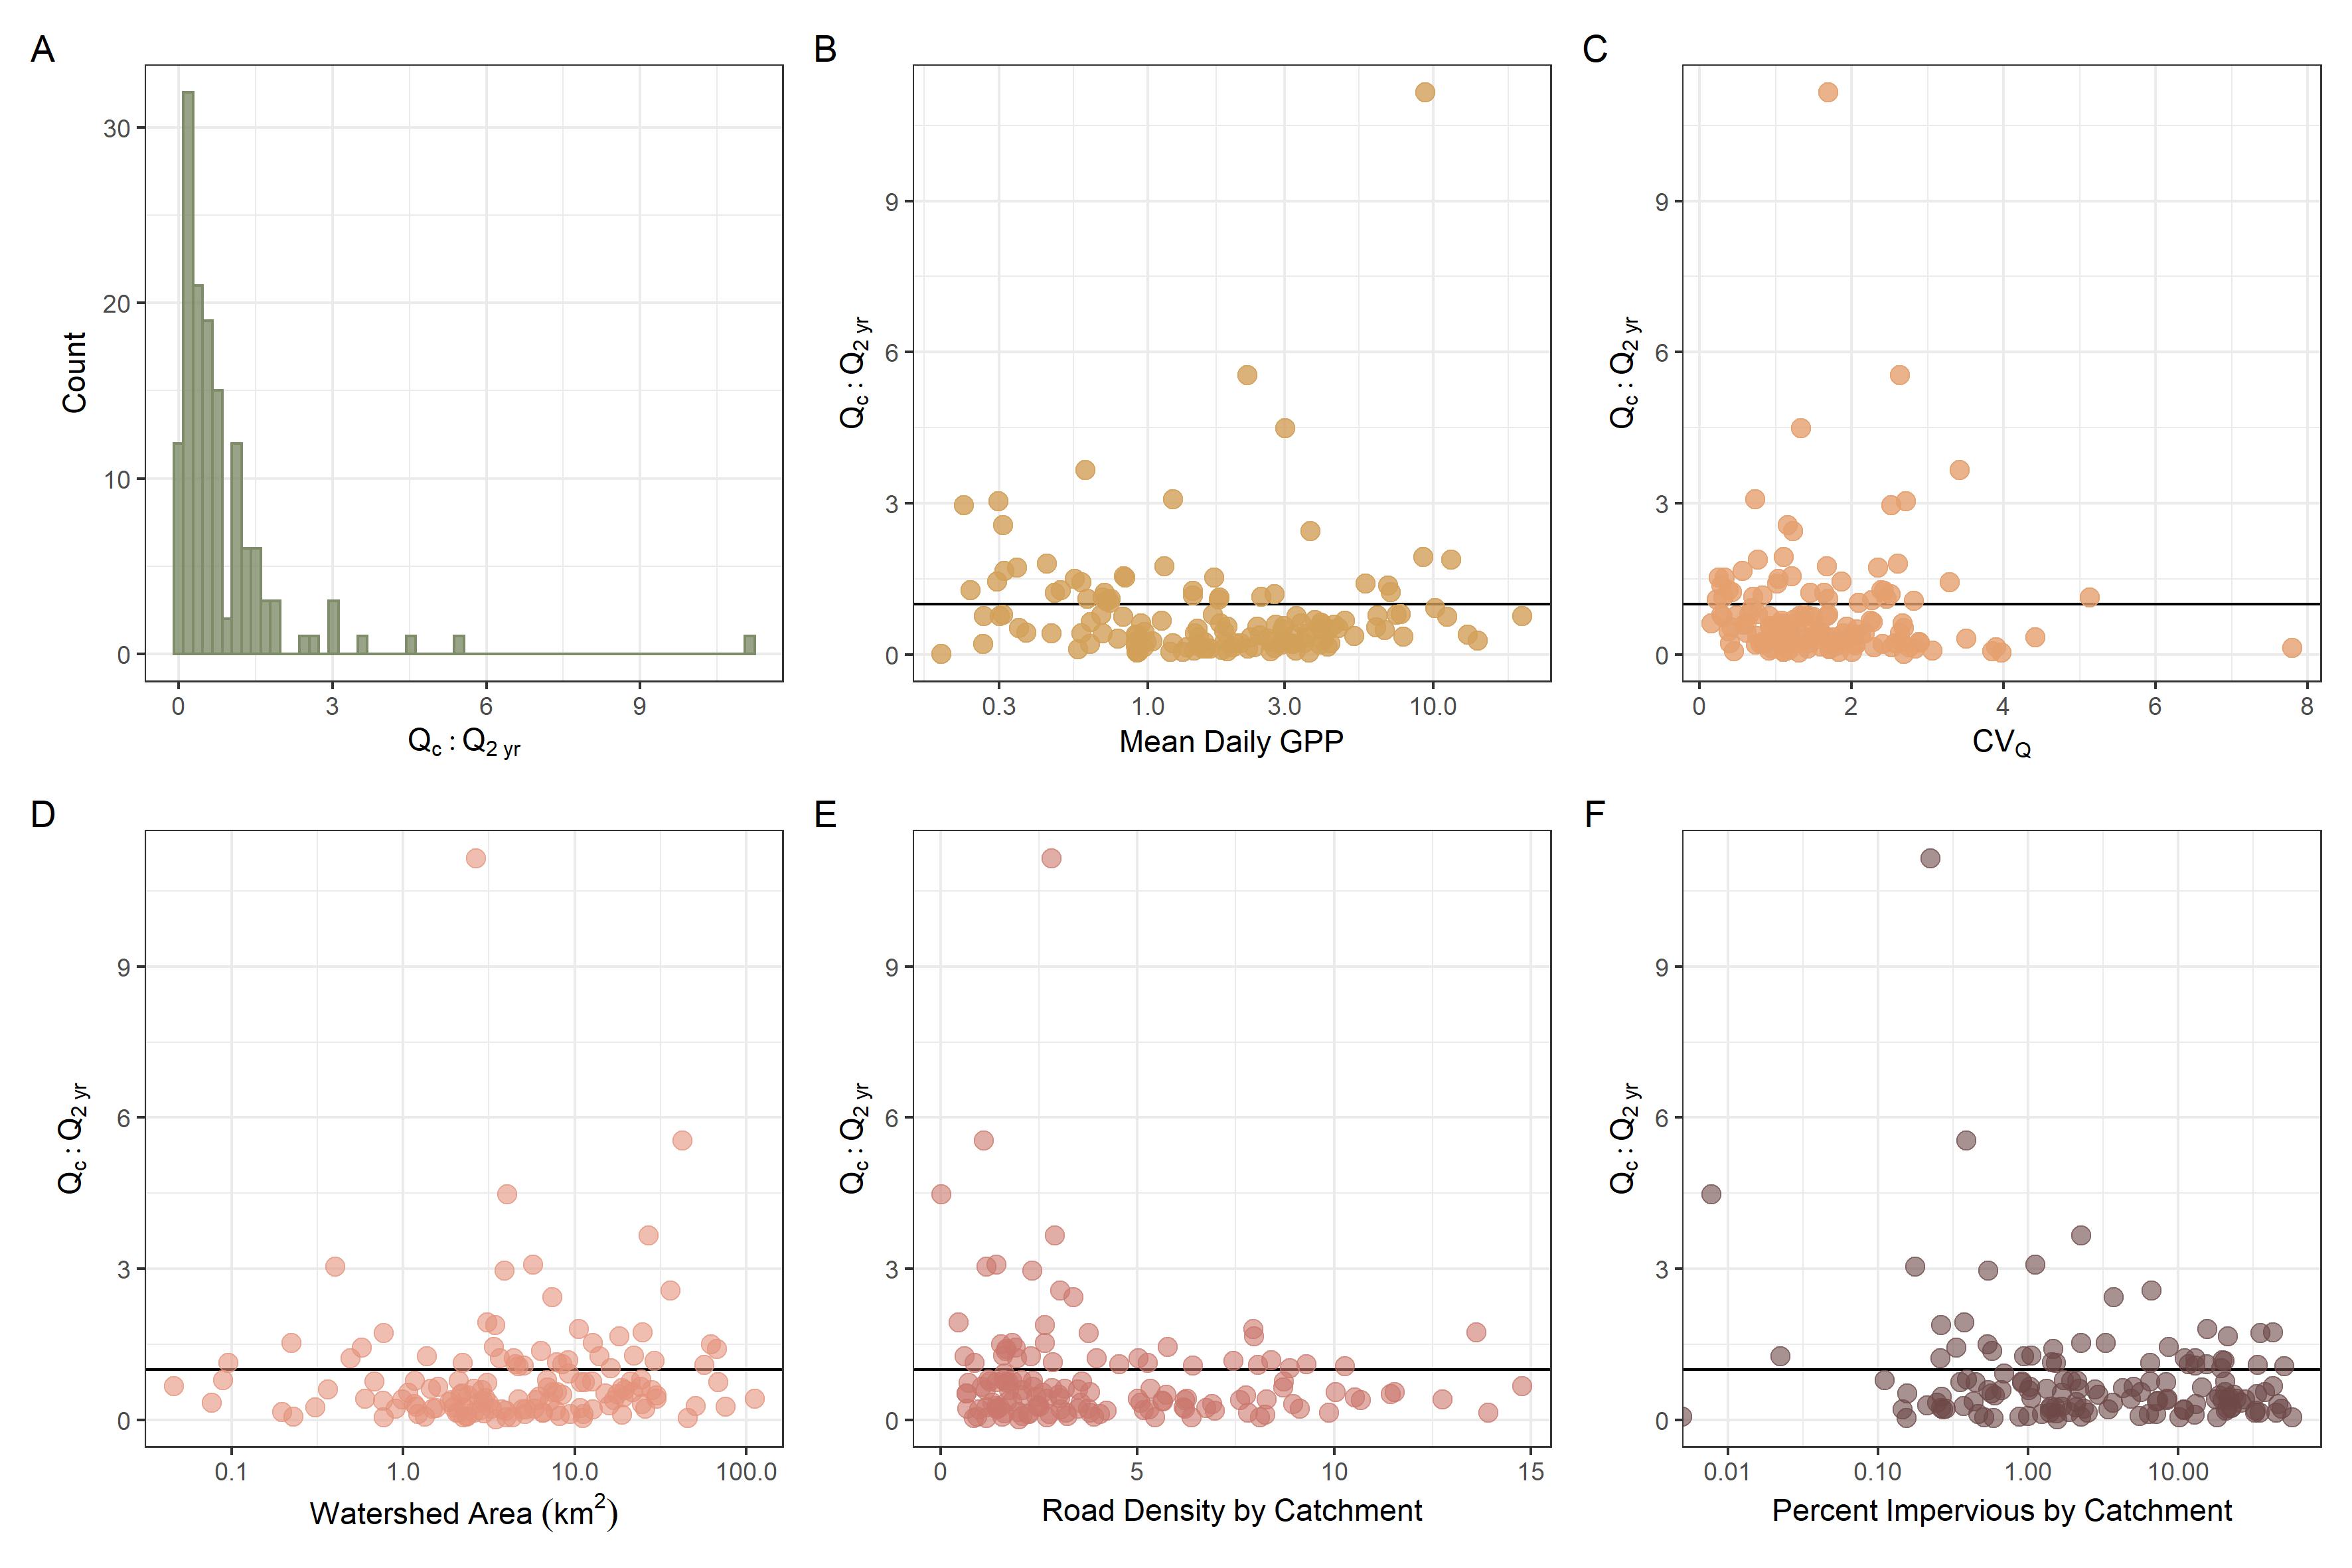 A
30
20
10
0
Count
0 3 6 9
Qc : Q2 yr
B
9
6
3
0
Qc : Q2 yr
0.3 1.0 3.0 10.0
Mean Daily GPP
C
9
6
3
0
Qc : Q2 yr
0 2 4 6 8
CVQ
D
9
6
3
0
Qc : Q2 yr
0.1 1.0 10.0 100.0
Watershed Area (km²)
E
9
6
3
0
Qc : Q2 yr
0 5 10 15
Road Density by Catchment
F
9
6
3
0
Qc : Q2 yr
0.01 0.10 1.00 10.00
Percent Impervious by Catchment